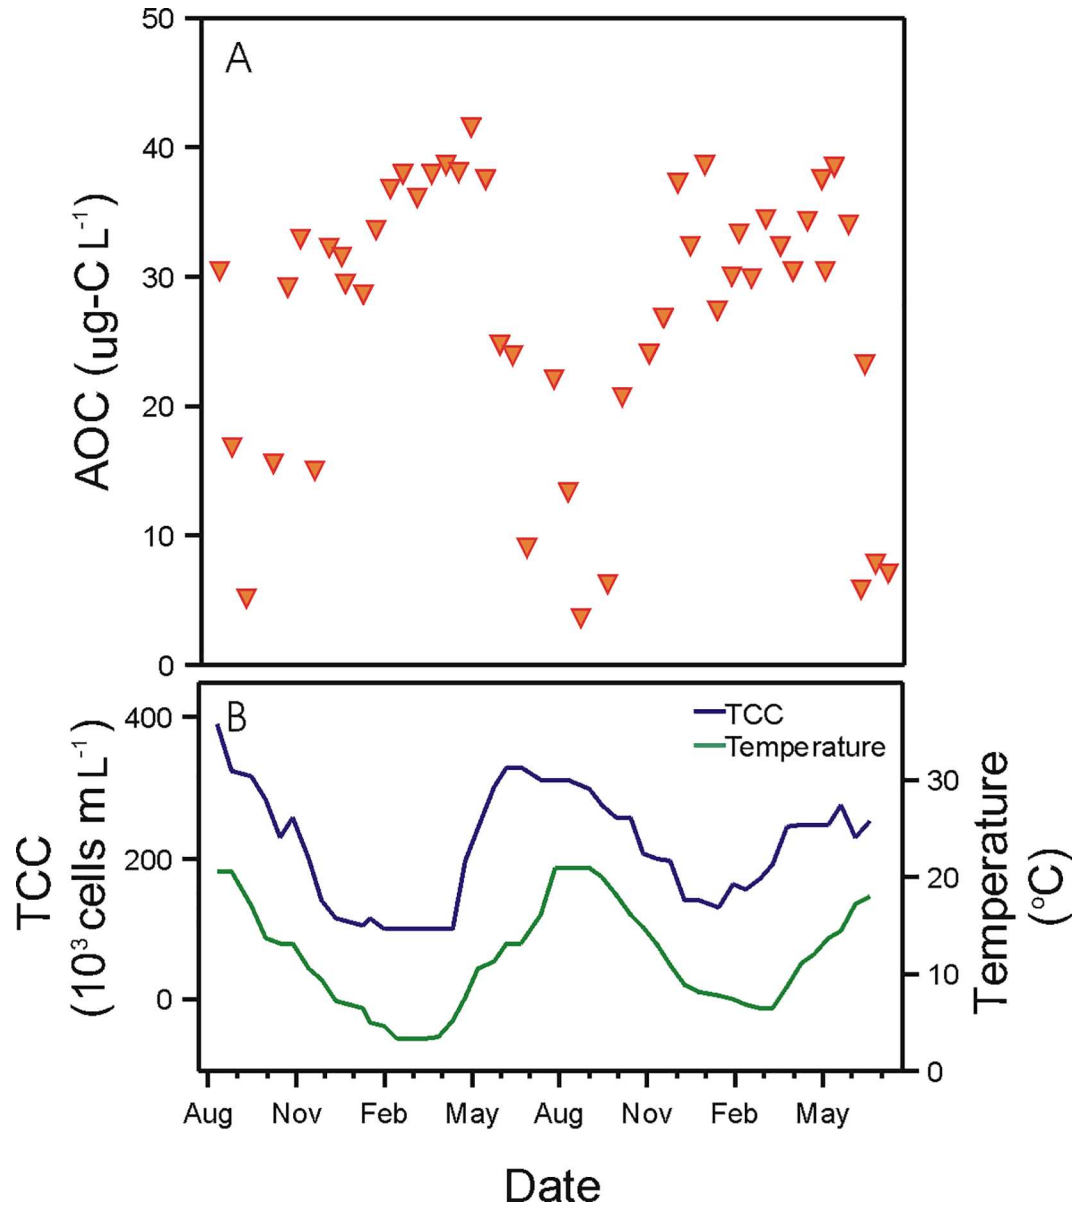 A
50
40
30
20
10
0
AOC (ug-C L⁻¹)
B
TCC
Temperature
400
200
0
TCC
(10³ cells mL⁻¹)
30
20
10
0
Temperature
(°C)
Aug Nov Feb May Aug Nov Feb May
Date